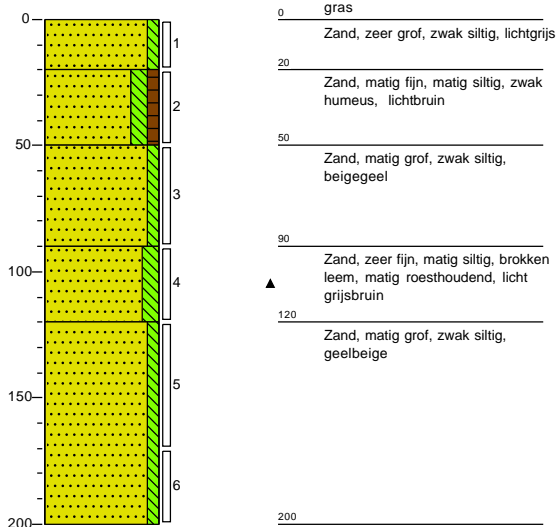 0
50
100
150
200
1
2
3
4
5
6
gras
0
Zand, zeer grof, zwak siltig, lichtgrijs
20
Zand, matig fijn, matig siltig, zwak
humeus, lichtbruin
50
Zand, matig grof, zwak siltig,
beigegeel
90
Zand, zeer fijn, matig siltig, brokken
leem, matig roesthoudend, licht
grijsbruin
120
Zand, matig grof, zwak siltig,
geelbeige
200